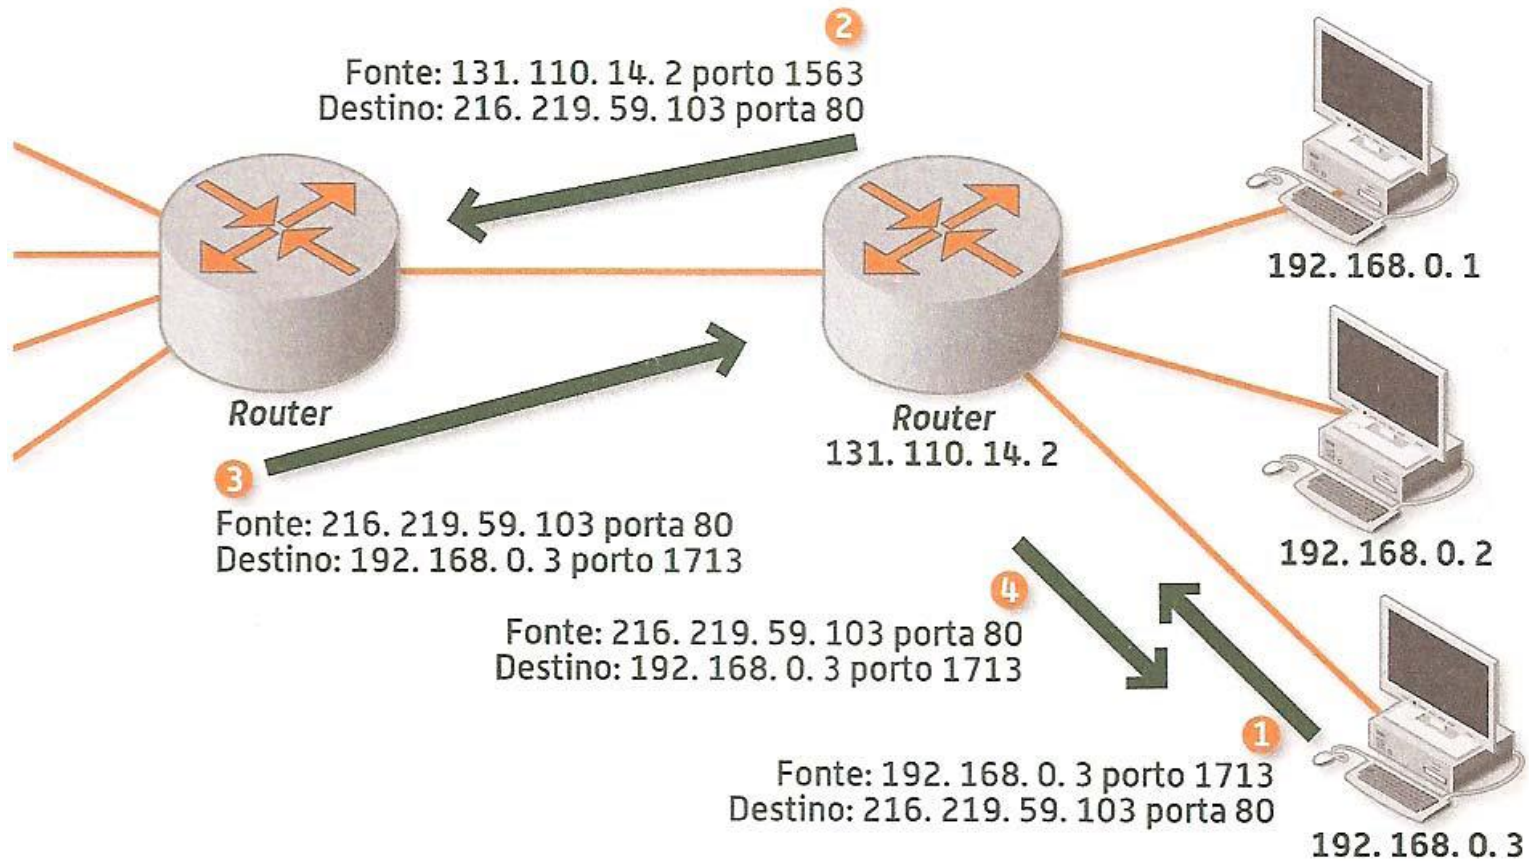 2
Fonte: 131. 110. 14. 2 porto 1563
Destino: 216. 219. 59. 103 porta 80
192. 168. 0. 1
Router
Router
131. 110. 14. 2
3
Fonte: 216. 219. 59. 103 porta 80
Destino: 192. 168. 0. 3 porto 1713
192. 168. 0. 2
4
Fonte: 216. 219. 59. 103 porta 80
Destino: 192. 168. 0. 3 porto 1713
1
Fonte: 192. 168. 0. 3 porto 1713
Destino: 216. 219. 59. 103 porta 80
192. 168. 0. 3